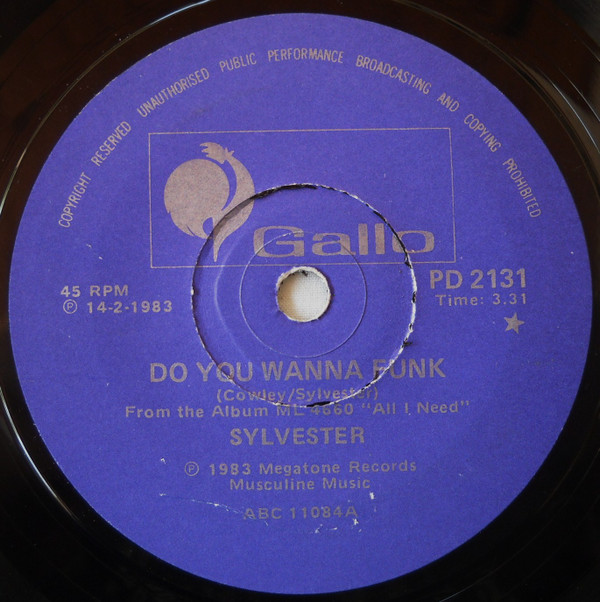 COPYRIGHT RESERVED UNAUTHORISED PUBLIC PERFORMANCE BROADCASTING AND COPYING PROHIBITED
Gallo
45 RPM
℗ 14-2-1983
PD 2131
Time: 3.31
DO YOU WANNA FUNK
(Cowley/Sylvester)
From the Album ML 4660 "All I Need"
SYLVESTER
℗ 1983 Megatone Records
Musculine Music
ABC 11084A